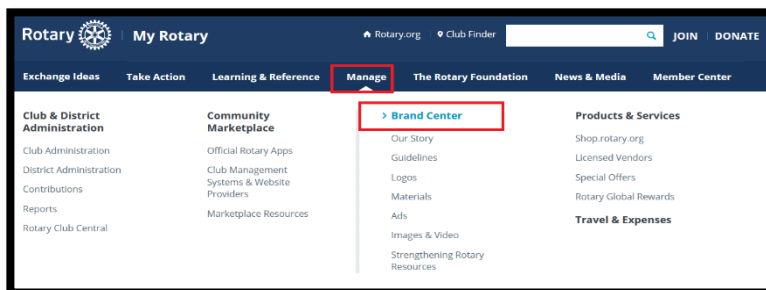 Rotary My Rotary
Rotary.org Club Finder JOIN DONATE
Exchange Ideas Take Action Learning & Reference Manage The Rotary Foundation News & Media Member Center
Club & District
Administration
Club Administration
District Administration
Contributions
Reports
Rotary Club Central
Community
Marketplace
Official Rotary Apps
Club Management
Systems & Website
Providers
Marketplace Resources
> Brand Center
Our Story
Guidelines
Logos
Materials
Ads
Images & Video
Strengthening Rotary
Resources
Products & Services
Shop.rotary.org
Licensed Vendors
Special Offers
Rotary Global Rewards
Travel & Expenses